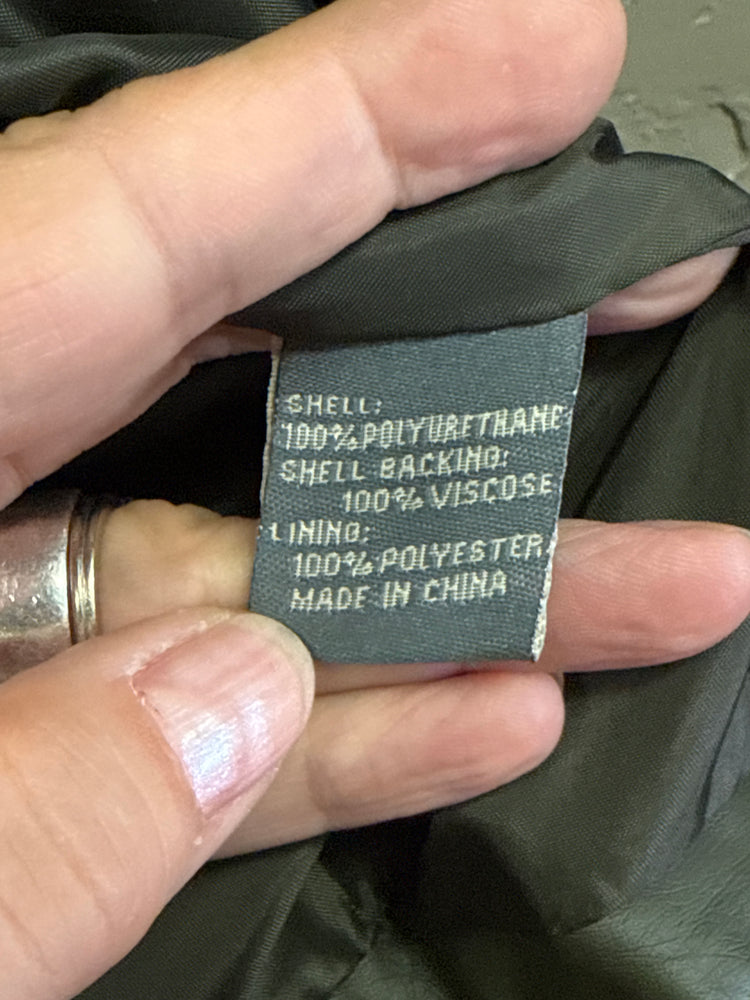 SHELL:
100% POLYURETHANE
SHELL BACKING:
100% VISCOSE
LINING:
100% POLYESTER
MADE IN CHINA